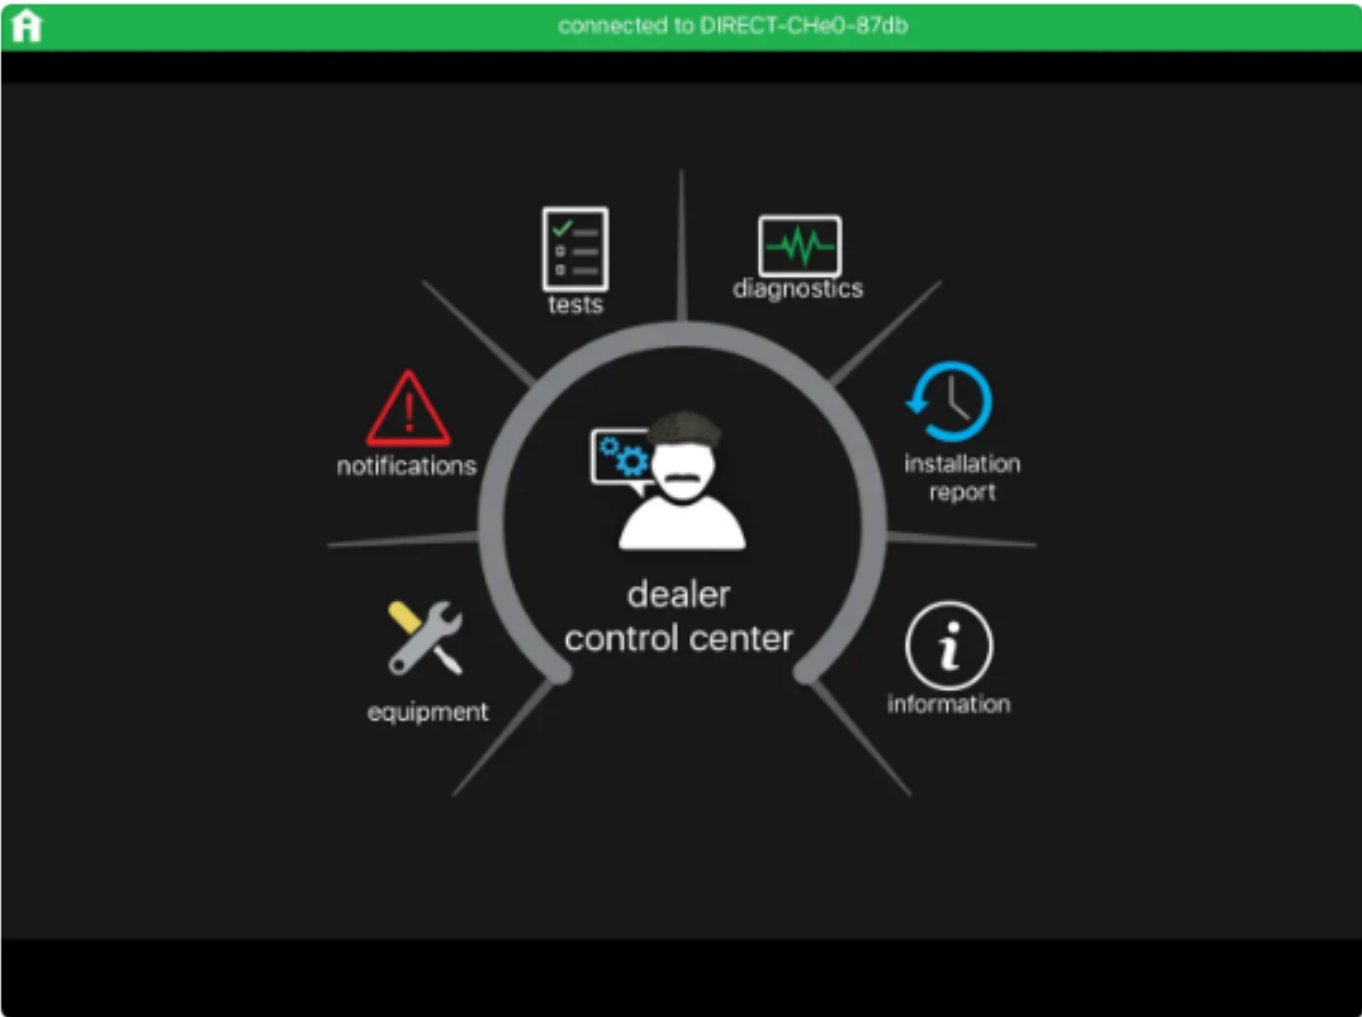 connected to DIRECT-CHe0-87db
tests
diagnostics
notifications
installation
report
dealer
control center
equipment
information